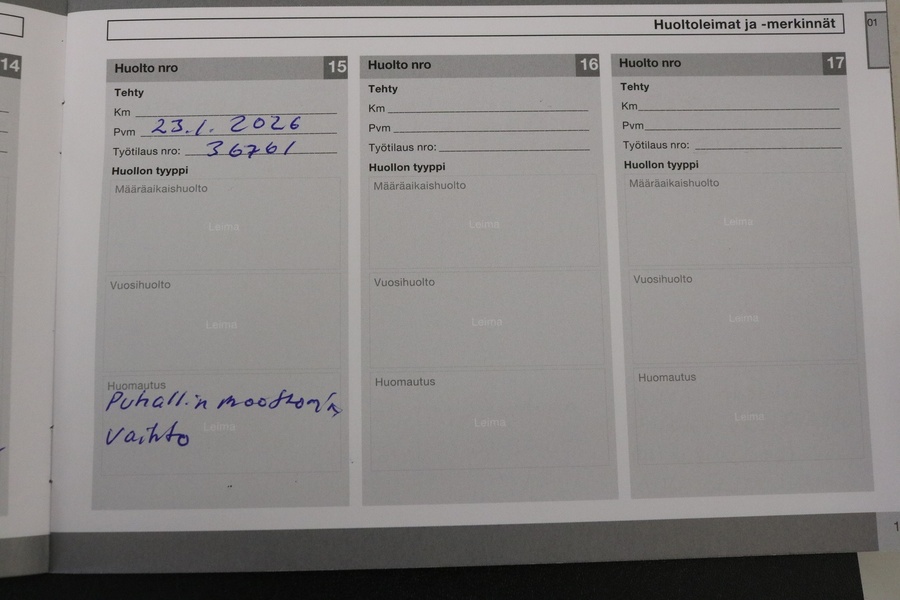 Huoltoleimat ja -merkinnät
01
14
Huolto nro 15
Tehty
Km
Pvm 23.1. 2026
Työtilaus nro: 36761
Huollon tyyppi
Määräaikaishuolto
Leima
Vuosihuolto
Leima
Huomautus
Puhallin moottorin
Leima
vaihto
Huolto nro 16
Tehty
Km
Pvm
Työtilaus nro:
Huollon tyyppi
Määräaikaishuolto
Leima
Vuosihuolto
Leima
Huomautus
Leima
Huolto nro 17
Tehty
Km
Pvm
Työtilaus nro:
Huollon tyyppi
Määräaikaishuolto
Leima
Vuosihuolto
Leima
Huomautus
Leima